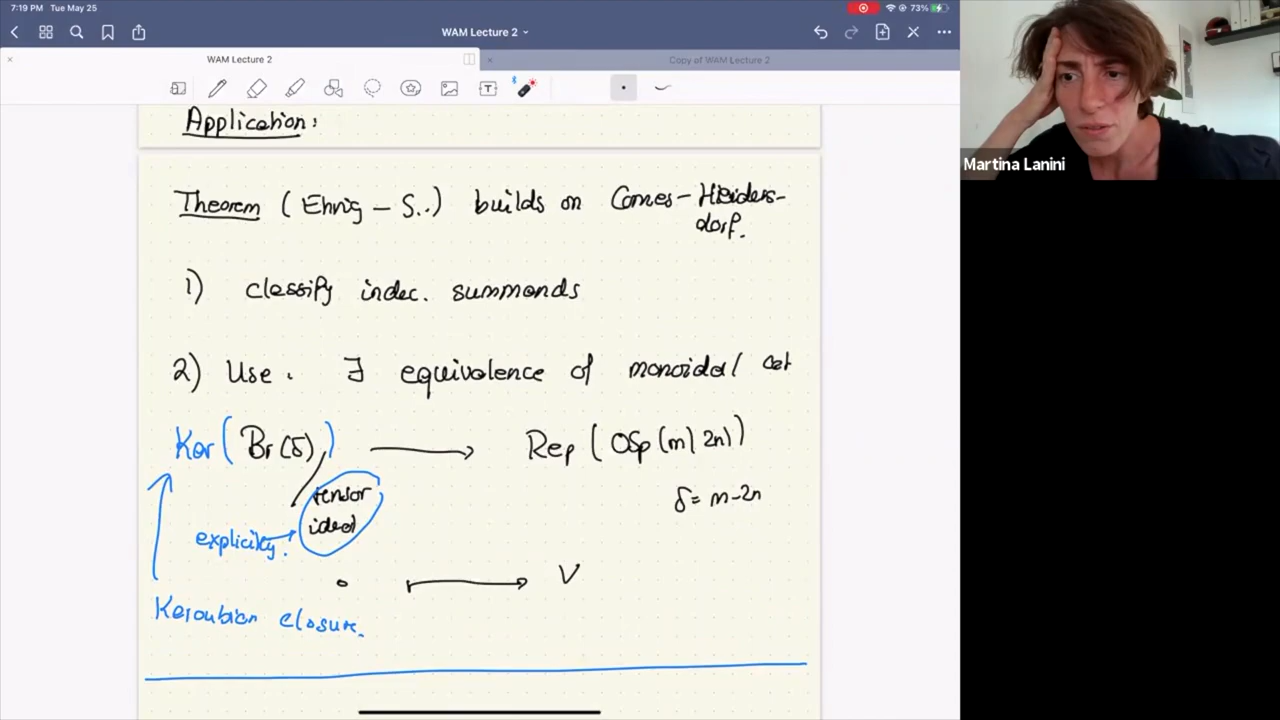 7:19 PM Tue May 25
73%
WAM Lecture 2
WAM Lecture 2
Copy of WAM Lecture 2
Application:
Theorem (Ehrig - S..) builds on Comes - Heiders-
dorf.
1) classify indec. summands
2) Use. ∃ equivalence of monoidal cat
Kar ( Br(δ) ) → Rep ( OSp (m| 2n) )
tensor
ideal
δ = m-2n
explicitly.
• ↦ V
Karoubian closure.
Martina Lanini